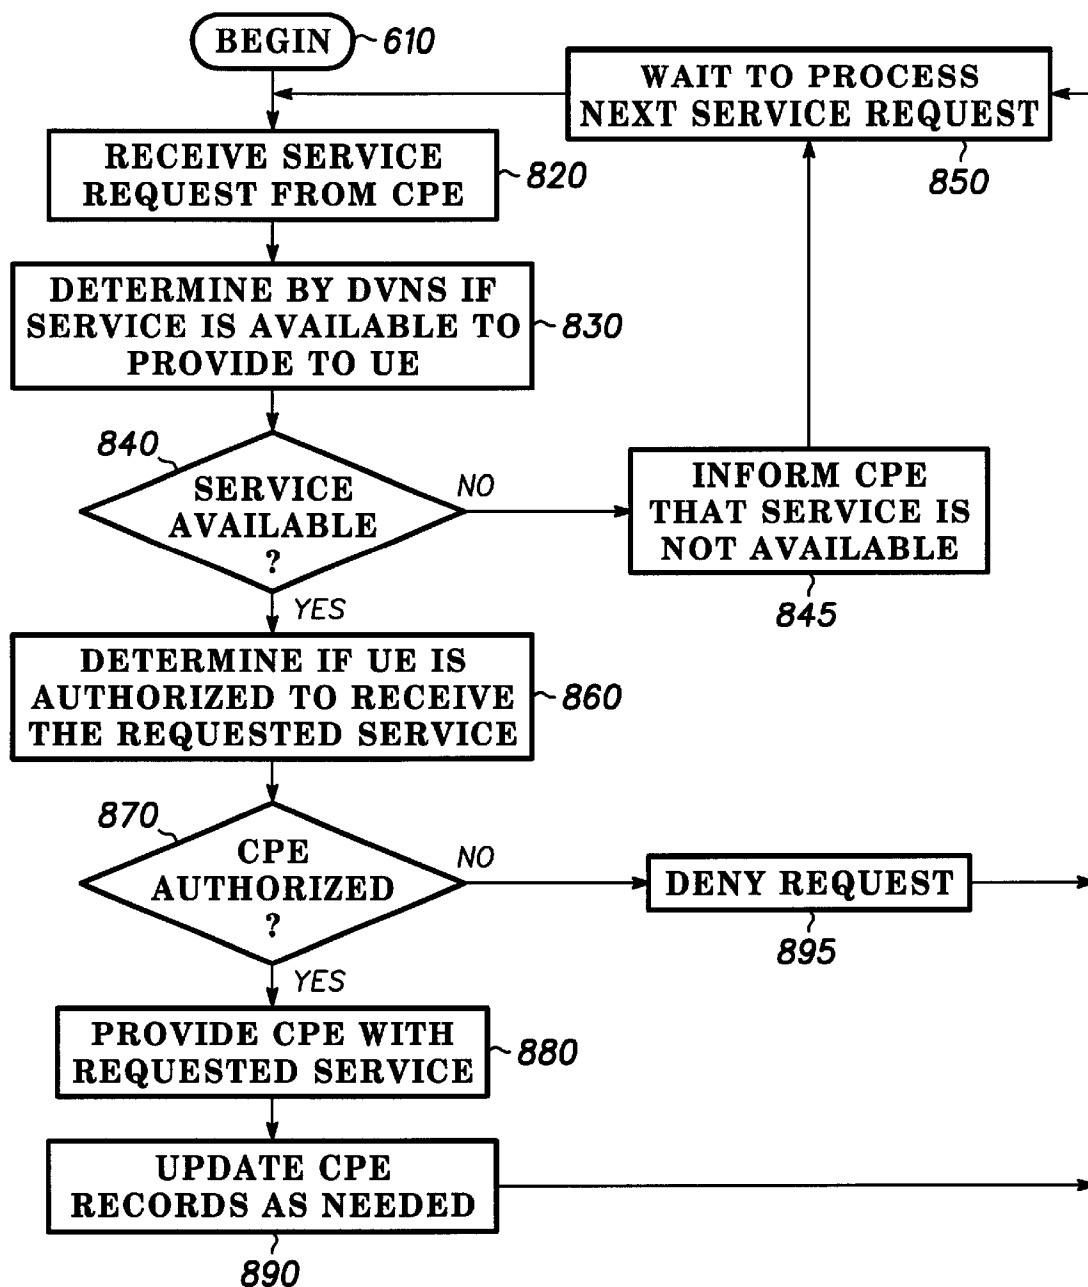 BEGIN
610
WAIT TO PROCESS
NEXT SERVICE REQUEST
850
RECEIVE SERVICE
REQUEST FROM CPE
820
DETERMINE BY DVNS IF
SERVICE IS AVAILABLE TO
PROVIDE TO UE
830
840
SERVICE
AVAILABLE
?
NO
YES
INFORM CPE
THAT SERVICE IS
NOT AVAILABLE
845
DETERMINE IF UE IS
AUTHORIZED TO RECEIVE
THE REQUESTED SERVICE
860
870
CPE
AUTHORIZED
?
NO
YES
DENY REQUEST
895
PROVIDE CPE WITH
REQUESTED SERVICE
880
UPDATE CPE
RECORDS AS NEEDED
890